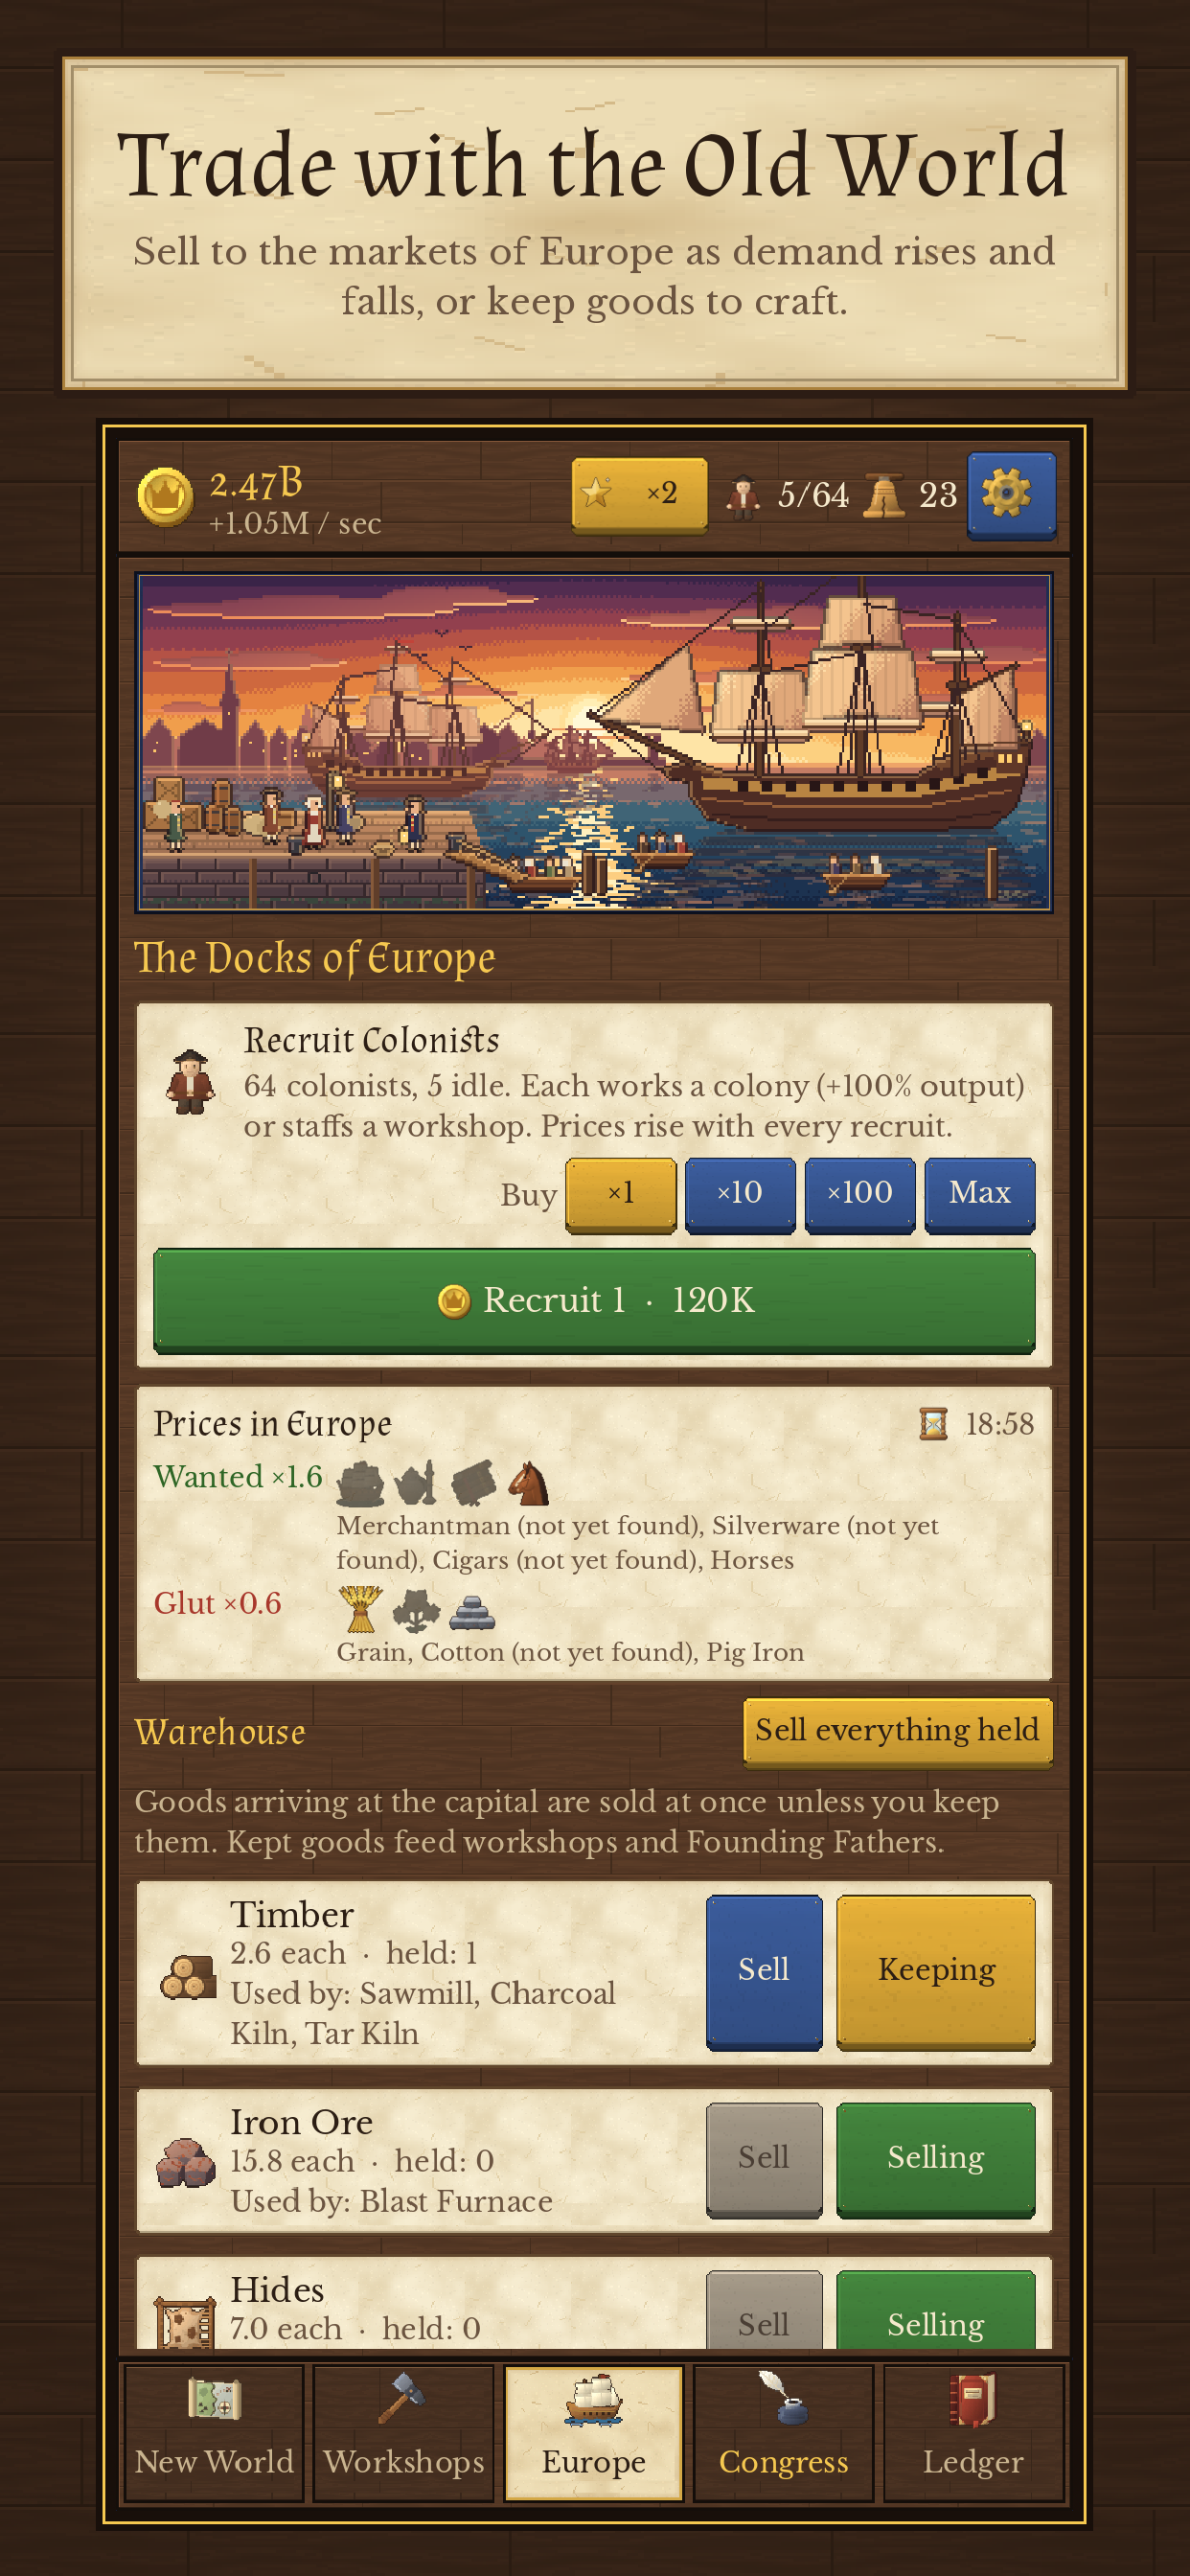 Trade with the Old World
Sell to the markets of Europe as demand rises and
falls, or keep goods to craft.
2.47B
+1.05M / sec
×2
5/64
23
The Docks of Europe
Recruit Colonists
64 colonists, 5 idle. Each works a colony (+100% output)
or staffs a workshop. Prices rise with every recruit.
Buy
×1
×10
×100
Max
Recruit 1 · 120K
Prices in Europe
18:58
Wanted ×1.6
Merchantman (not yet found), Silverware (not yet
found), Cigars (not yet found), Horses
Glut ×0.6
Grain, Cotton (not yet found), Pig Iron
Warehouse
Sell everything held
Goods arriving at the capital are sold at once unless you keep
them. Kept goods feed workshops and Founding Fathers.
Timber
2.6 each · held: 1
Used by: Sawmill, Charcoal
Kiln, Tar Kiln
Sell
Keeping
Iron Ore
15.8 each · held: 0
Used by: Blast Furnace
Sell
Selling
Hides
7.0 each · held: 0
Sell
Selling
New World
Workshops
Europe
Congress
Ledger